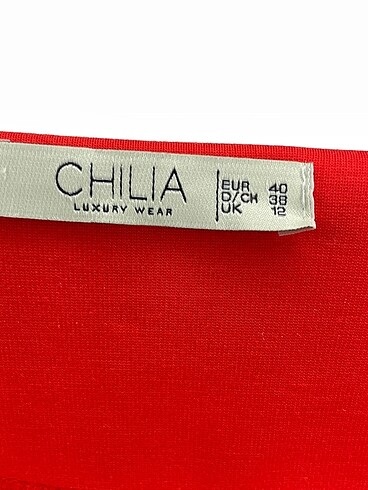 CHILIA
LUXURY WEAR
EUR 40
D/CH 38
UK 12